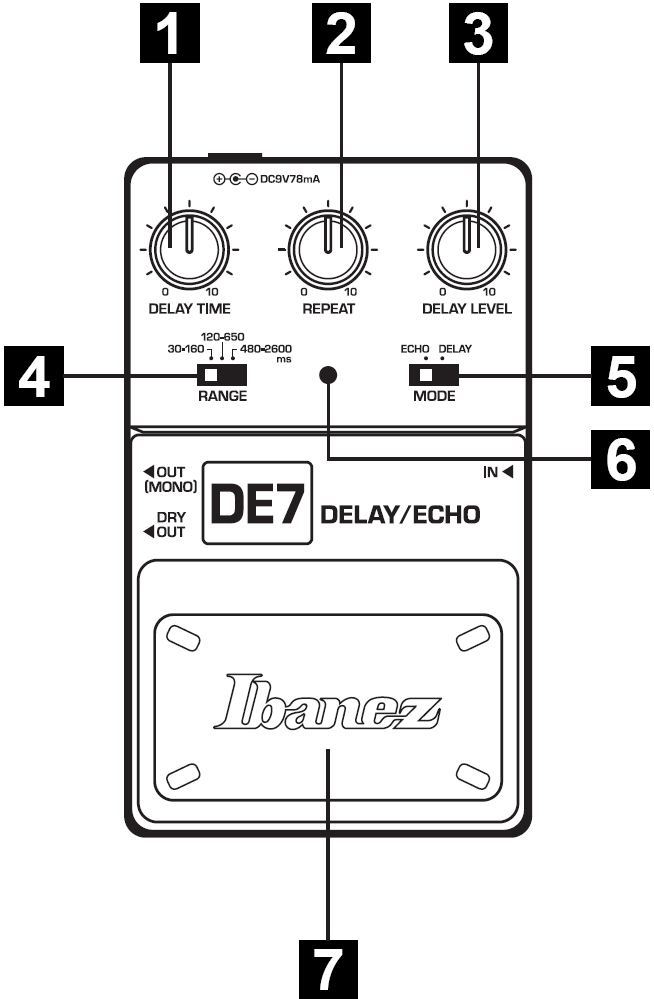 1 2 3
DC9V78mA
0 10 0 10 0 10
DELAY TIME REPEAT DELAY LEVEL
120-650
30-160 480-2600
ms
ECHO DELAY
4 RANGE MODE 5
6
OUT
(MONO)
IN
DRY
OUT
DE7 DELAY/ECHO
Ibanez
7